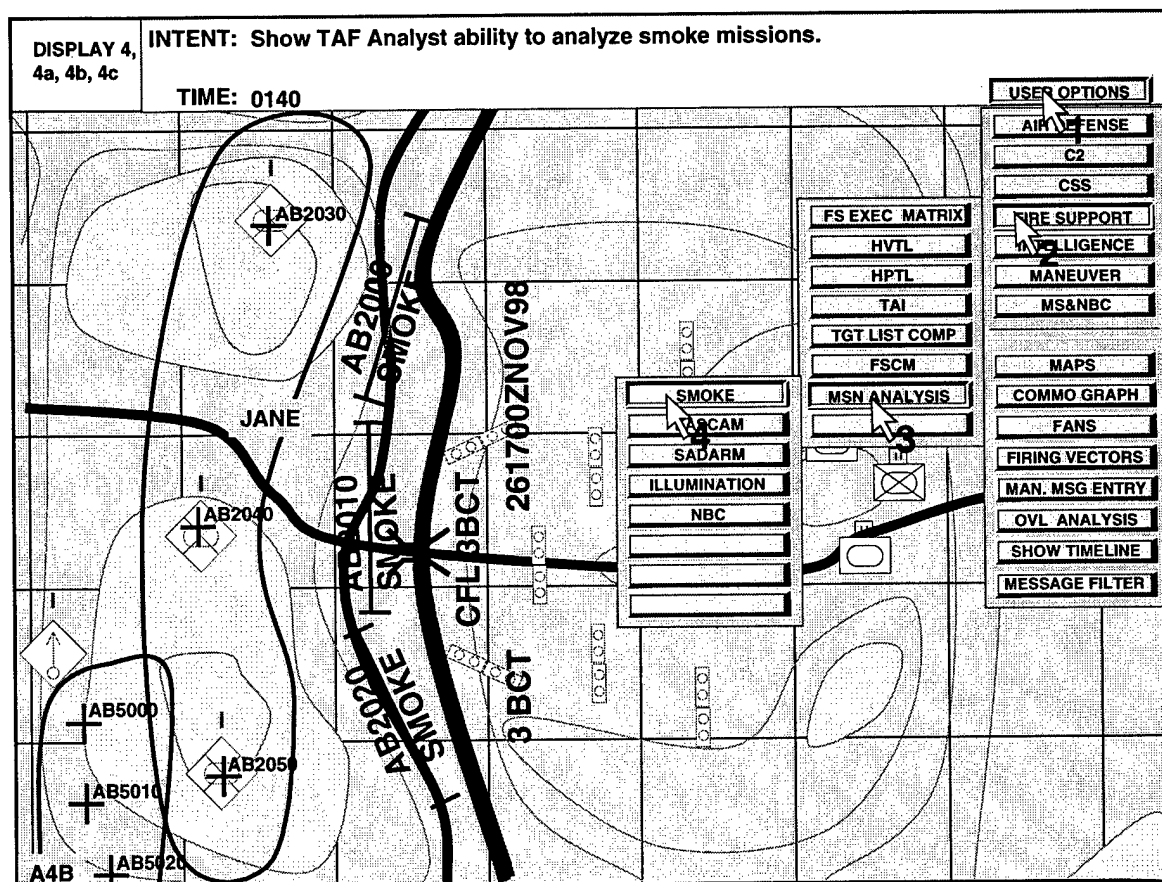 DISPLAY 4,
4a, 4b, 4c
INTENT: Show TAF Analyst ability to analyze smoke missions.
TIME: 0140
USER OPTIONS
1
AIR DEFENSE
C2
CSS
FIRE SUPPORT
2
INTELLIGENCE
MANEUVER
MS&NBC
MAPS
COMMO GRAPH
FANS
FIRING VECTORS
MAN. MSG ENTRY
OVL ANALYSIS
SHOW TIMELINE
MESSAGE FILTER
FS EXEC MATRIX
HVTL
HPTL
TAI
TGT LIST COMP
FSCM
MSN ANALYSIS
3
SMOKE
4
SADARM
ILLUMINATION
NBC
AB2030
AB2000
SMOKE
JANE
AB2040
AB2010
SMOKE
CFL 3BCT 261700ZNOV98
AB2020
SMOKE
3 BCT
AB5000
AB2050
AB5010
AB5020
A4B